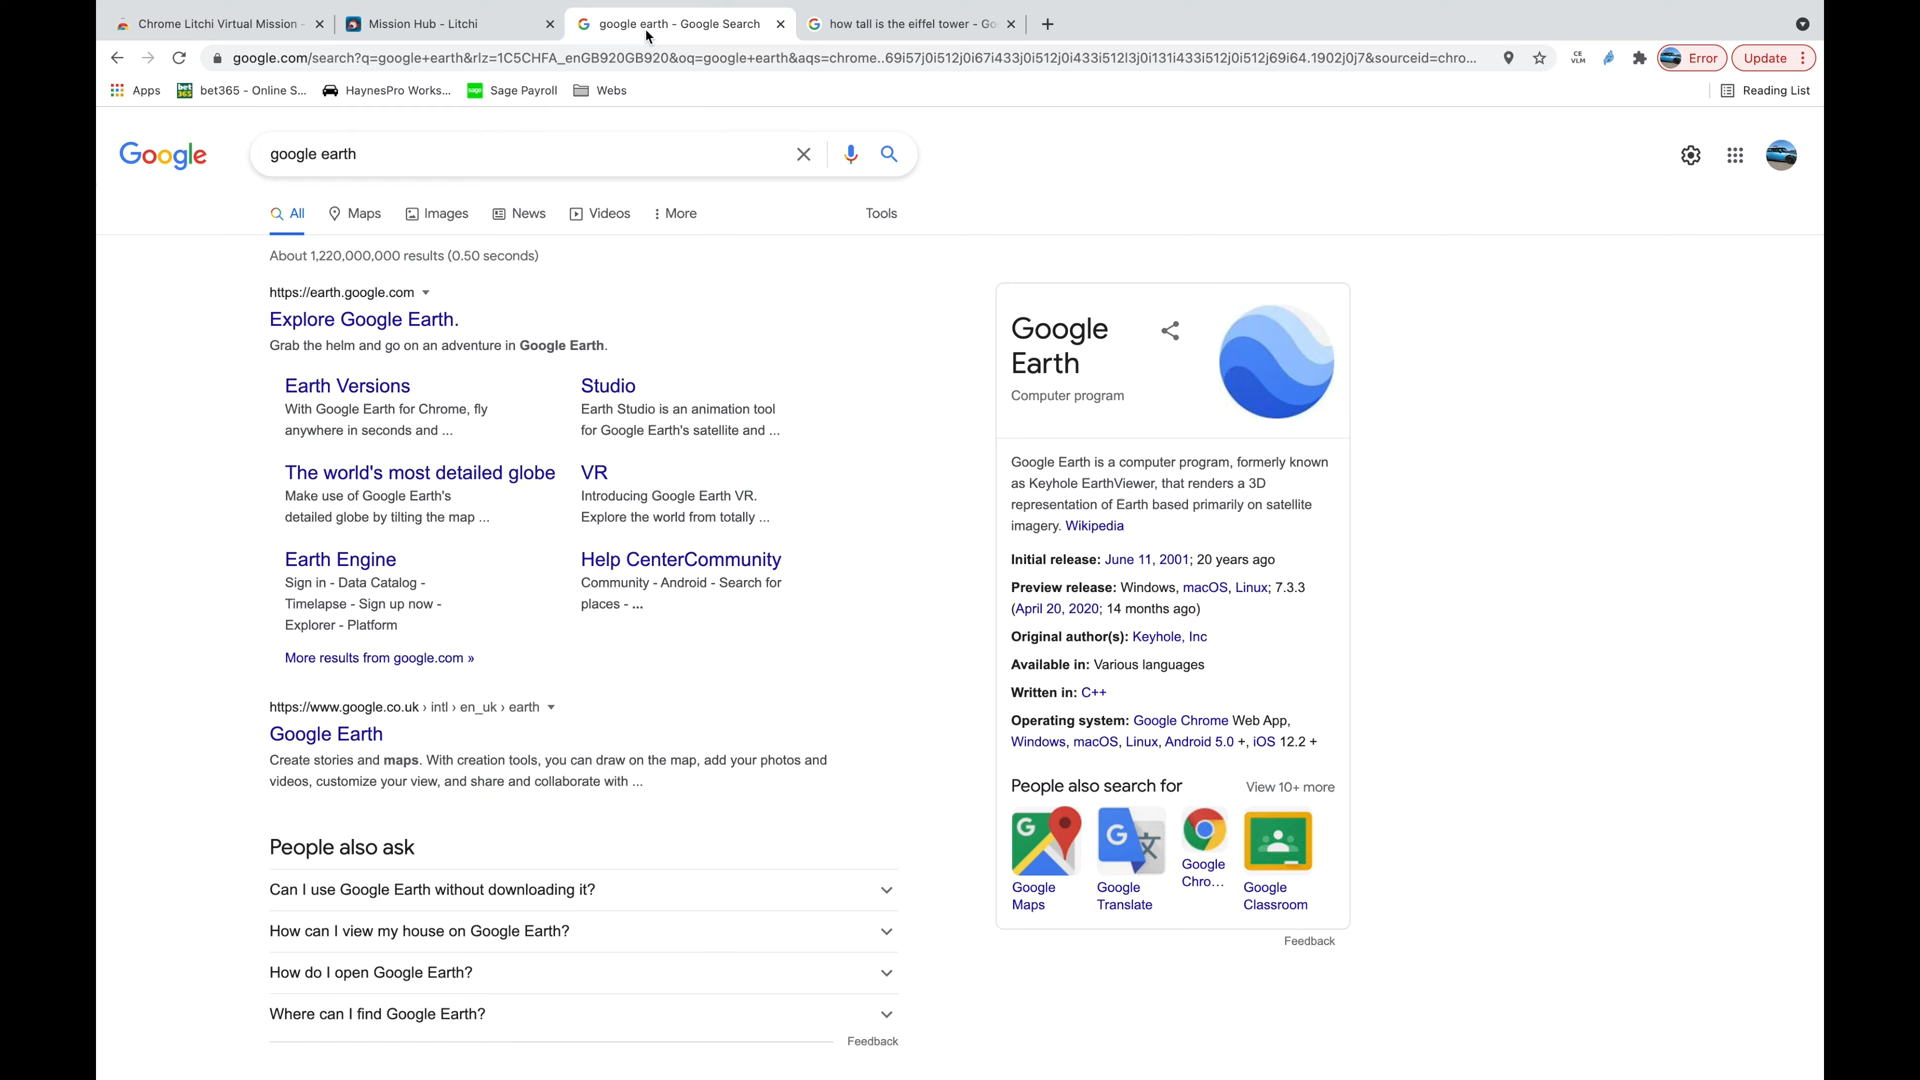 Chrome Litchi Virtual Mission -
Mission Hub - Litchi
google earth - Google Search
how tall is the eiffel tower - Go
google.com/search?q=google+earth&rlz=1C5CHFA_enGB920GB920&oq=google+earth&aqs=chrome..69i57j0i512j0i67i433j0i512j0i433i512l3j0i131i433i512j0i512j69i64.1902j0j7&sourceid=chro...
CE
VLM
Error
Update
Apps
bet365 - Online S...
HaynesPro Works...
Sage Payroll
Webs
Reading List
Google
google earth
All
Maps
Images
News
Videos
More
Tools
About 1,220,000,000 results (0.50 seconds)
https://earth.google.com
Explore Google Earth.
Grab the helm and go on an adventure in Google Earth.
Earth Versions
With Google Earth for Chrome, fly
anywhere in seconds and ...
Studio
Earth Studio is an animation tool
for Google Earth's satellite and ...
The world's most detailed globe
Make use of Google Earth's
detailed globe by tilting the map ...
VR
Introducing Google Earth VR.
Explore the world from totally ...
Earth Engine
Sign in - Data Catalog -
Timelapse - Sign up now -
Explorer - Platform
Help CenterCommunity
Community - Android - Search for
places - ...
More results from google.com »
https://www.google.co.uk › intl › en_uk › earth
Google Earth
Create stories and maps. With creation tools, you can draw on the map, add your photos and
videos, customize your view, and share and collaborate with ...
People also ask
Can I use Google Earth without downloading it?
How can I view my house on Google Earth?
How do I open Google Earth?
Where can I find Google Earth?
Feedback
Google
Earth
Computer program
Google Earth is a computer program, formerly known
as Keyhole EarthViewer, that renders a 3D
representation of Earth based primarily on satellite
imagery. Wikipedia
Initial release: June 11, 2001; 20 years ago
Preview release: Windows, macOS, Linux; 7.3.3
(April 20, 2020; 14 months ago)
Original author(s): Keyhole, Inc
Available in: Various languages
Written in: C++
Operating system: Google Chrome Web App,
Windows, macOS, Linux, Android 5.0 +, iOS 12.2 +
People also search for
View 10+ more
Google
Maps
Google
Translate
Google
Chro...
Google
Classroom
Feedback